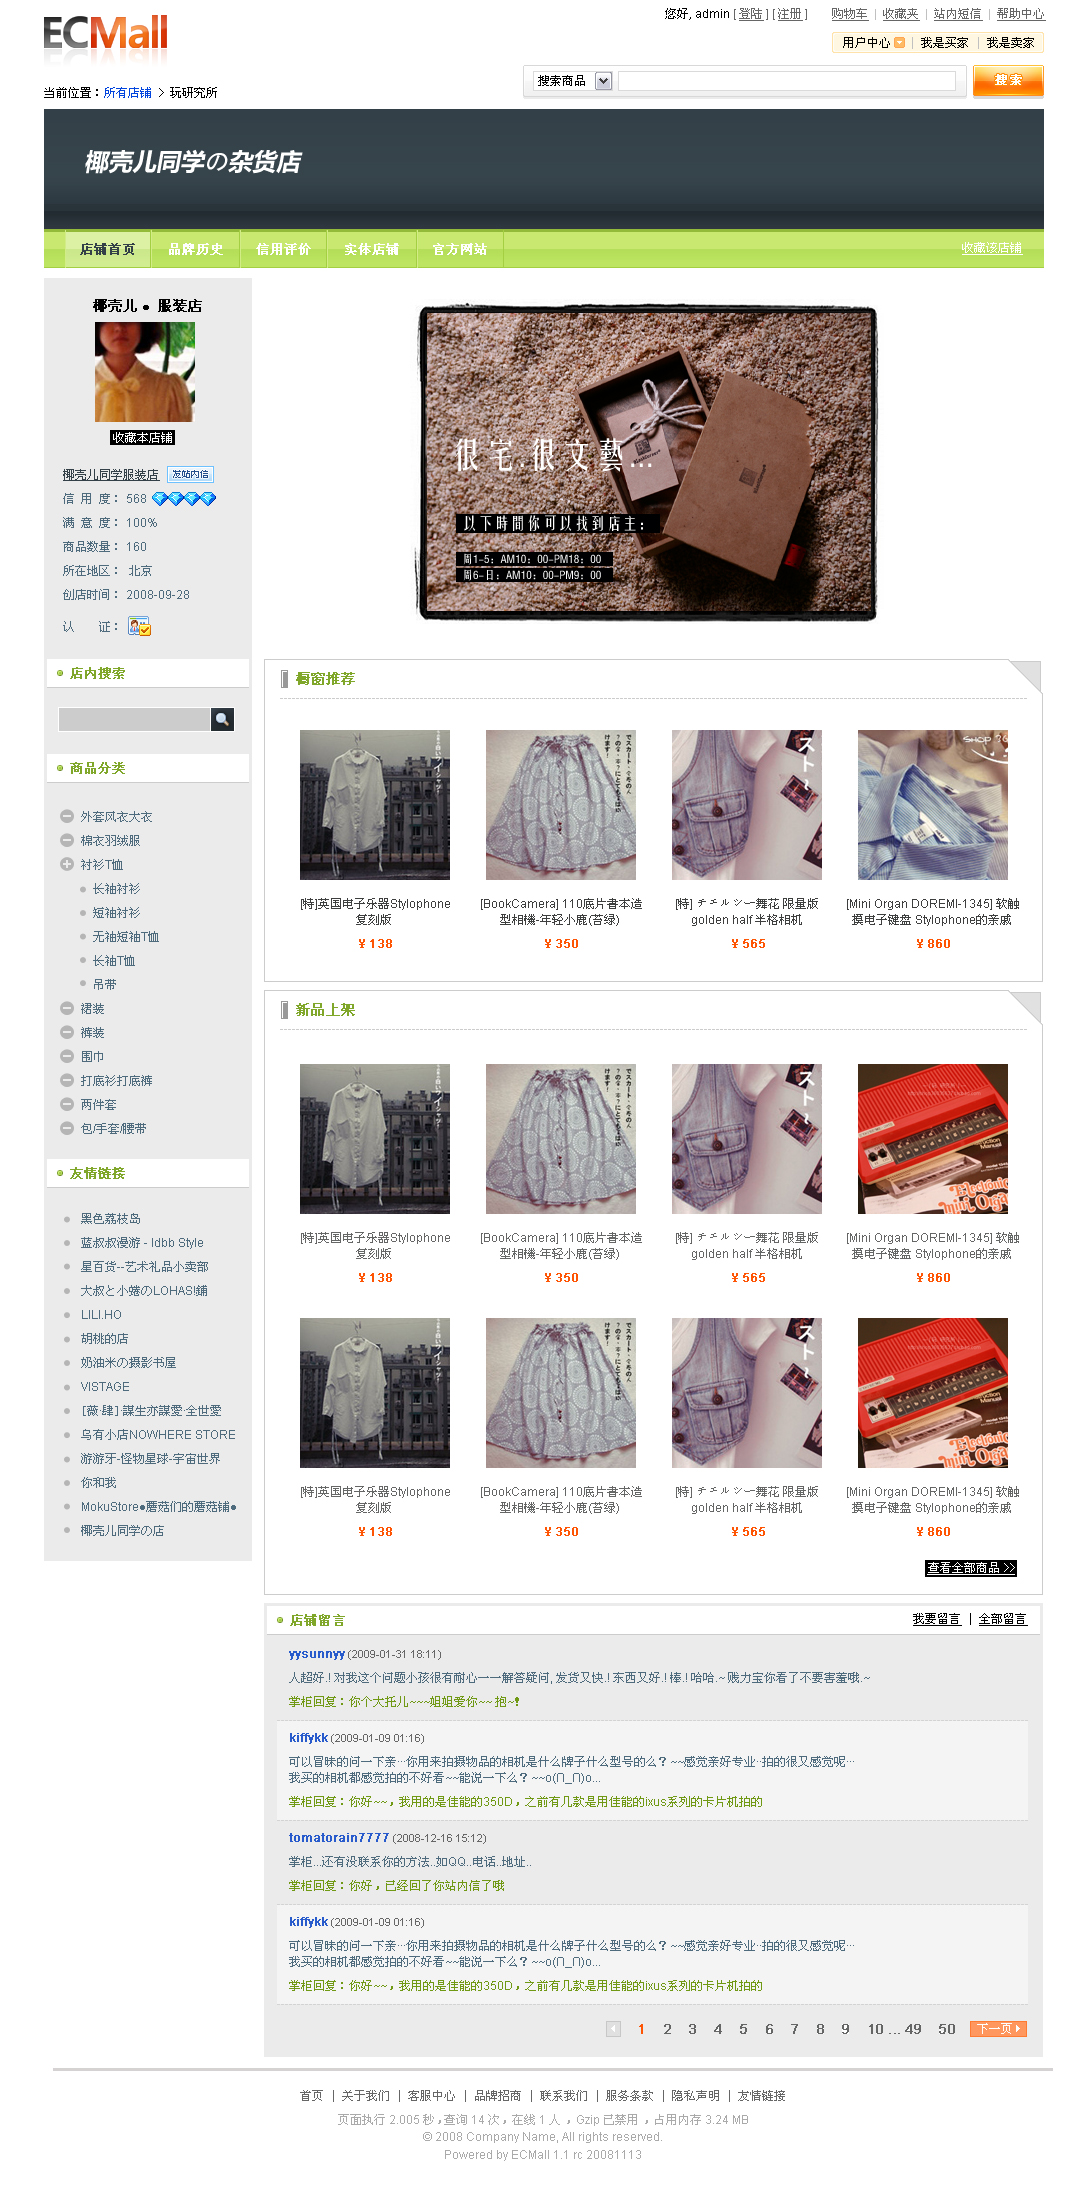 ECMall
您好, admin [ 登陆 ] [ 注册 ] 购物车 | 收藏夹 | 站内短信 | 帮助中心
用户中心 | 我是买家 | 我是卖家
搜索商品 搜索
当前位置：所有店铺 > 玩研究所
椰壳儿同学の杂货店
店铺首页 品牌历史 信用评价 实体店铺 官方网站 收藏该店铺
椰壳儿 ● 服装店
收藏本店铺
椰壳儿同学服装店 发站内信
信 用 度： 568
满 意 度： 100%
商品数量： 160
所在地区： 北京
创店时间： 2008-09-28
认 证：
很宅 很文藝...
以下時間你可以找到店主：
周1-5：AM10：00-PM18：00
周6-日：AM10：00-PM9：00
店内搜索
商品分类
外套风衣大衣
棉衣羽绒服
衬衫T恤
长袖衬衫
短袖衬衫
无袖短袖T恤
长袖T恤
吊带
裙装
裤装
围巾
打底衫打底裤
两件套
包/手套/腰带
友情链接
黑色荔枝岛
蓝叔叔漫游 - Idbb Style
星百货--艺术礼品小卖部
大叔と小蜷のLOHAS!鋪
LILI.HO
胡桃的店
奶油米の摄影书屋
VISTAGE
[薇·肆]·謀生亦謀愛·全世愛
乌有小店NOWHERE STORE
游游牙-怪物星球-宇宙世界
你和我
MokuStore●蘑菇们的蘑菇铺●
椰壳儿同学の店
橱窗推荐
[特]英国电子乐器Stylophone
复刻版
¥ 138
[BookCamera] 110底片書本造
型相機-年轻小鹿(苔绿)
¥ 350
[特] チエルシー舞花 限量版
golden half 半格相机
¥ 565
SHOP
[Mini Organ DOREMI-1345] 软触
摸电子键盘 Stylophone的亲戚
¥ 860
新品上架
[特]英国电子乐器Stylophone
复刻版
¥ 138
[BookCamera] 110底片書本造
型相機-年轻小鹿(苔绿)
¥ 350
[特] チエルシー舞花 限量版
golden half 半格相机
¥ 565
Electronic
mini Organ
[Mini Organ DOREMI-1345] 软触
摸电子键盘 Stylophone的亲戚
¥ 860
[特]英国电子乐器Stylophone
复刻版
¥ 138
[BookCamera] 110底片書本造
型相機-年轻小鹿(苔绿)
¥ 350
[特] チエルシー舞花 限量版
golden half 半格相机
¥ 565
Electronic
mini Organ
[Mini Organ DOREMI-1345] 软触
摸电子键盘 Stylophone的亲戚
¥ 860
查看全部商品 >>
店铺留言 我要留言 | 全部留言
yysunnyy (2009-01-31 18:11)
人超好.! 对我这个问题小孩很有耐心一一解答疑问, 发货又快.! 东西又好.! 棒.! 哈哈.~ 贱力宝你看了不要害羞哦.~
掌柜回复：你个大托儿~~~姐姐爱你~~ 抱~!
kiffykk (2009-01-09 01:16)
可以冒昧的问一下亲···你用来拍摄物品的相机是什么牌子什么型号的么？~~感觉亲好专业··拍的很又感觉呢···
我买的相机都感觉拍的不好看~~能说一下么？~~o(∩_∩)o...
掌柜回复：你好~~，我用的是佳能的350D，之前有几款是用佳能的ixus系列的卡片机拍的
tomatorain7777 (2008-12-16 15:12)
掌柜...还有没联系你的方法..如QQ..电话..地址..
掌柜回复：你好，已经回了你站内信了哦
kiffykk (2009-01-09 01:16)
可以冒昧的问一下亲···你用来拍摄物品的相机是什么牌子什么型号的么？~~感觉亲好专业··拍的很又感觉呢···
我买的相机都感觉拍的不好看~~能说一下么？~~o(∩_∩)o...
掌柜回复：你好~~，我用的是佳能的350D，之前有几款是用佳能的ixus系列的卡片机拍的
1 2 3 4 5 6 7 8 9 10 ... 49 50 下一页
首页 | 关于我们 | 客服中心 | 品牌招商 | 联系我们 | 服务条款 | 隐私声明 | 友情链接
页面执行 2.005 秒，查询 14 次，在线 1 人 ，Gzip 已禁用 ，占用内存 3.24 MB
© 2008 Company Name, All rights reserved.
Powered by ECMall 1.1 rc 20081113